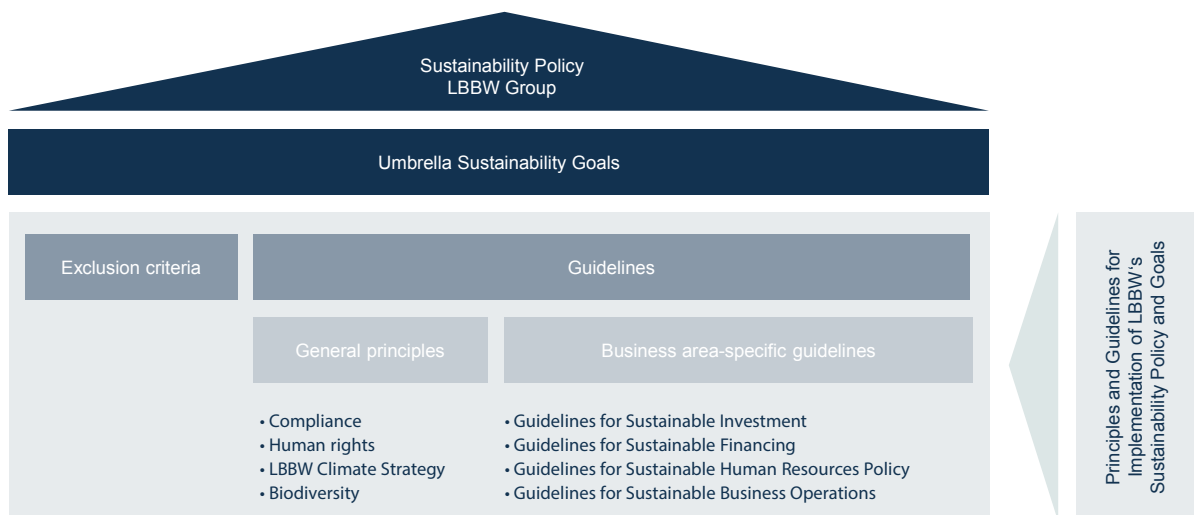 Sustainability Policy
LBBW Group
Umbrella Sustainability Goals
Exclusion criteria
Guidelines
General principles
Business area-specific guidelines
• Compliance
• Human rights
• LBBW Climate Strategy
• Biodiversity
• Guidelines for Sustainable Investment
• Guidelines for Sustainable Financing
• Guidelines for Sustainable Human Resources Policy
• Guidelines for Sustainable Business Operations
Principles and Guidelines for
Implementation of LBBW‘s
Sustainability Policy and Goals